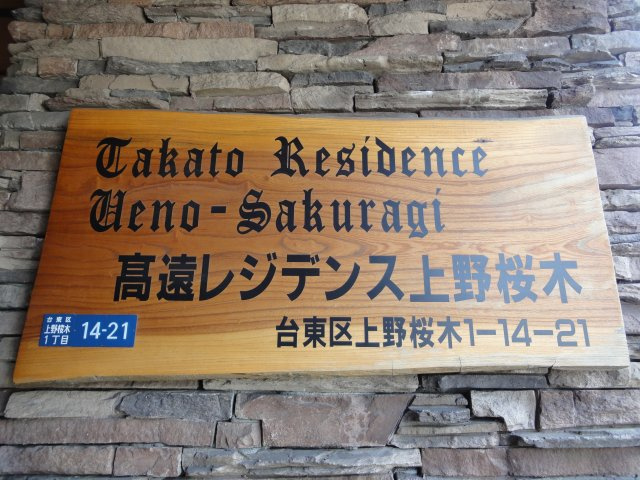 Takato Residence
Ueno-Sakuragi
髙遠レジデンス上野桜木
台東区上野桜木1-14-21
台東区
上野桜木
1丁目
14-21